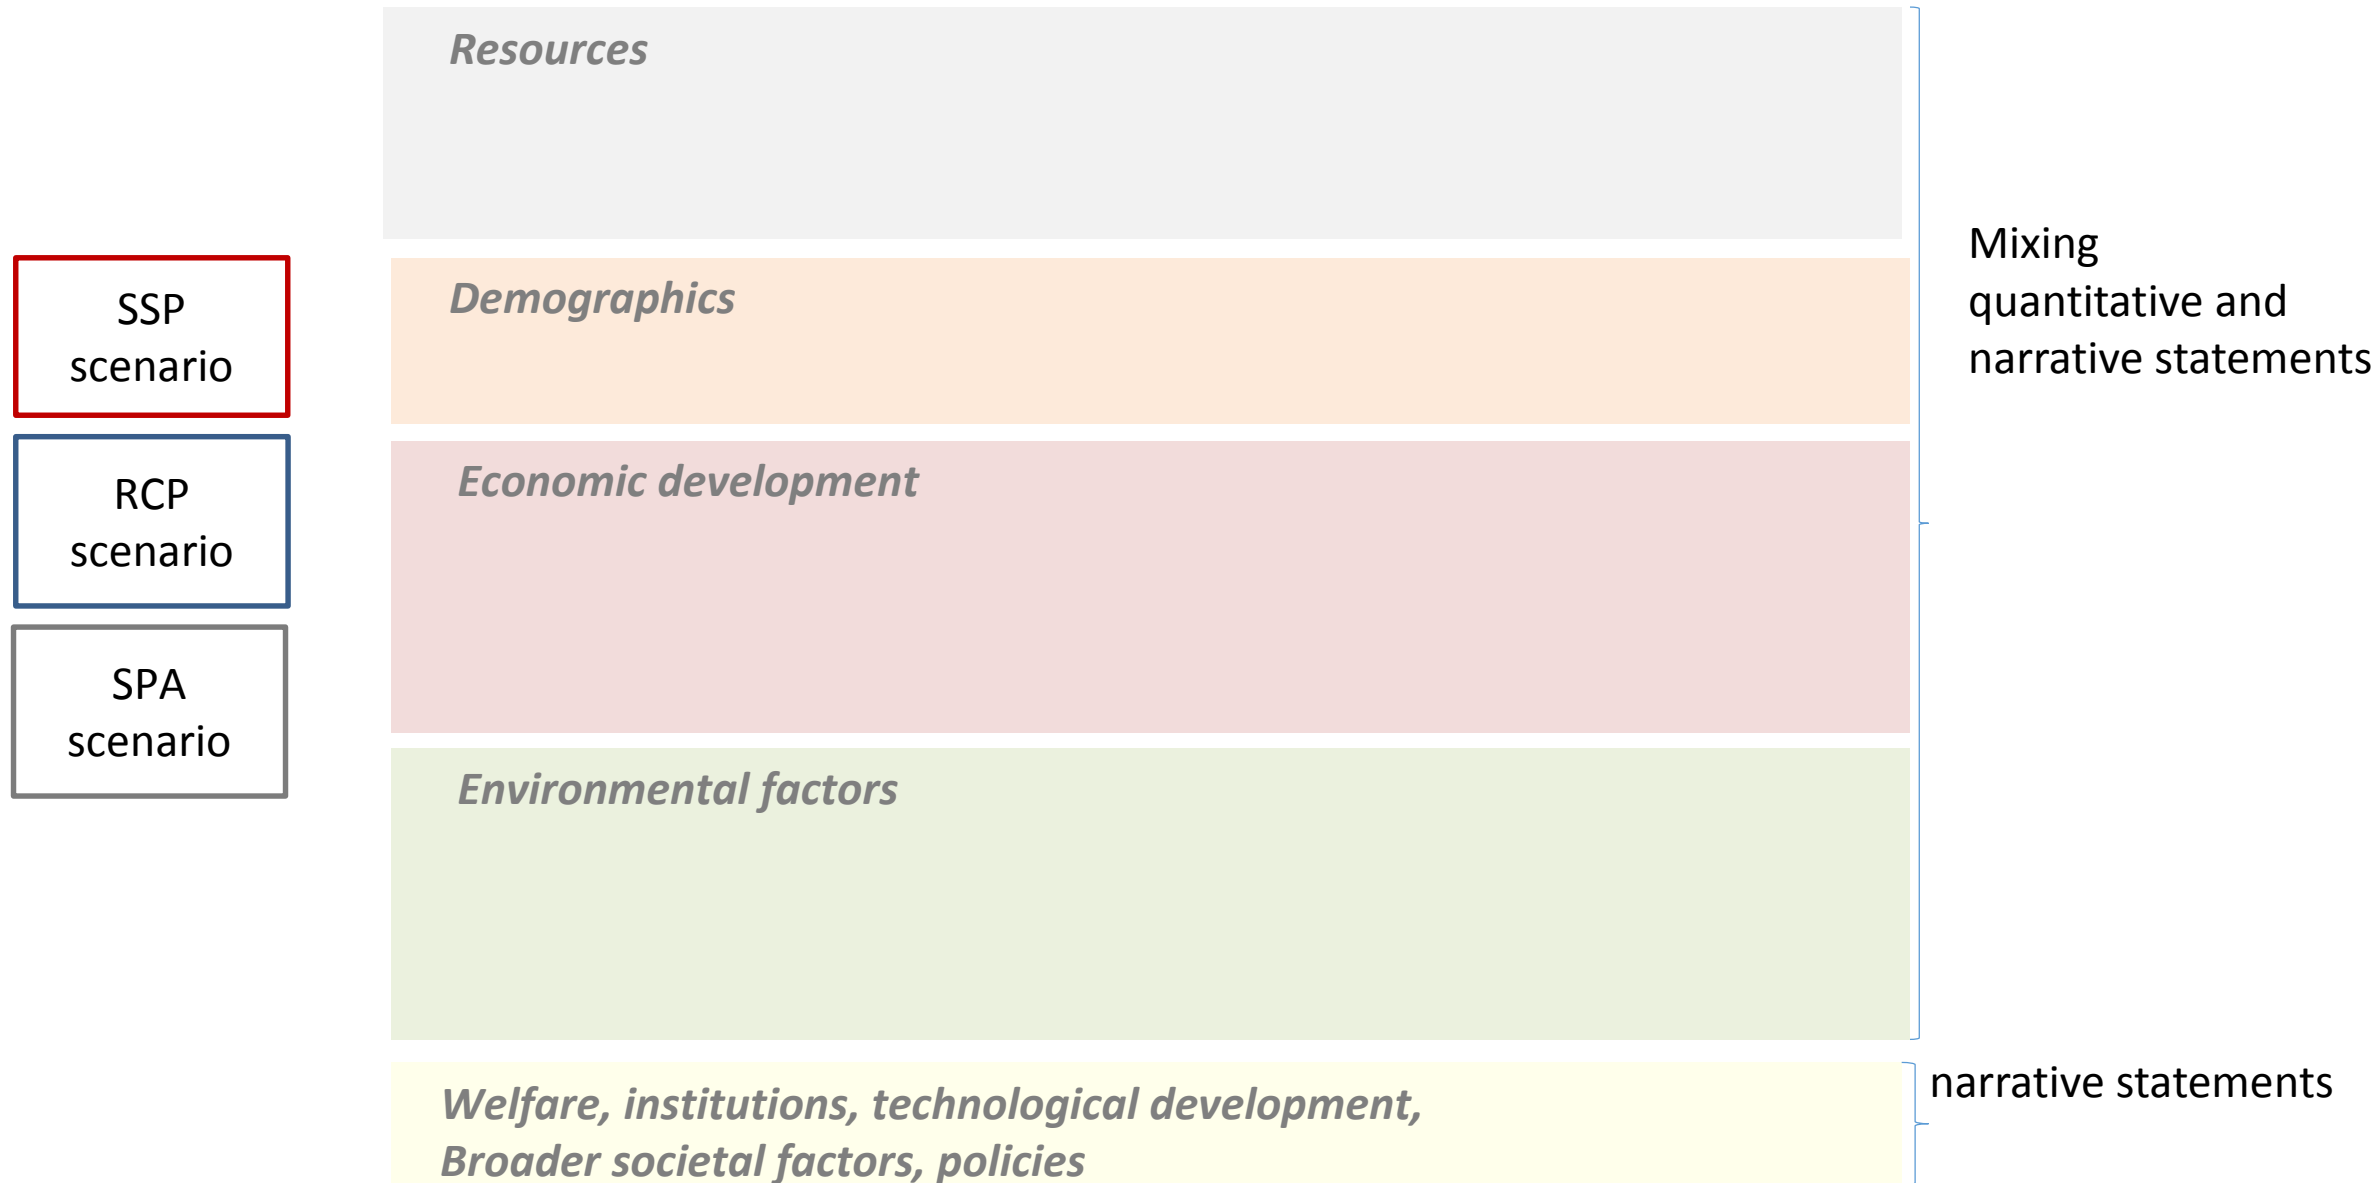 Resources
Demographics
Economic development
Environmental factors
Welfare, institutions, technological development,
Broader societal factors, policies
SSP
scenario
RCP
scenario
SPA
scenario
Mixing
quantitative and
narrative statements
narrative statements